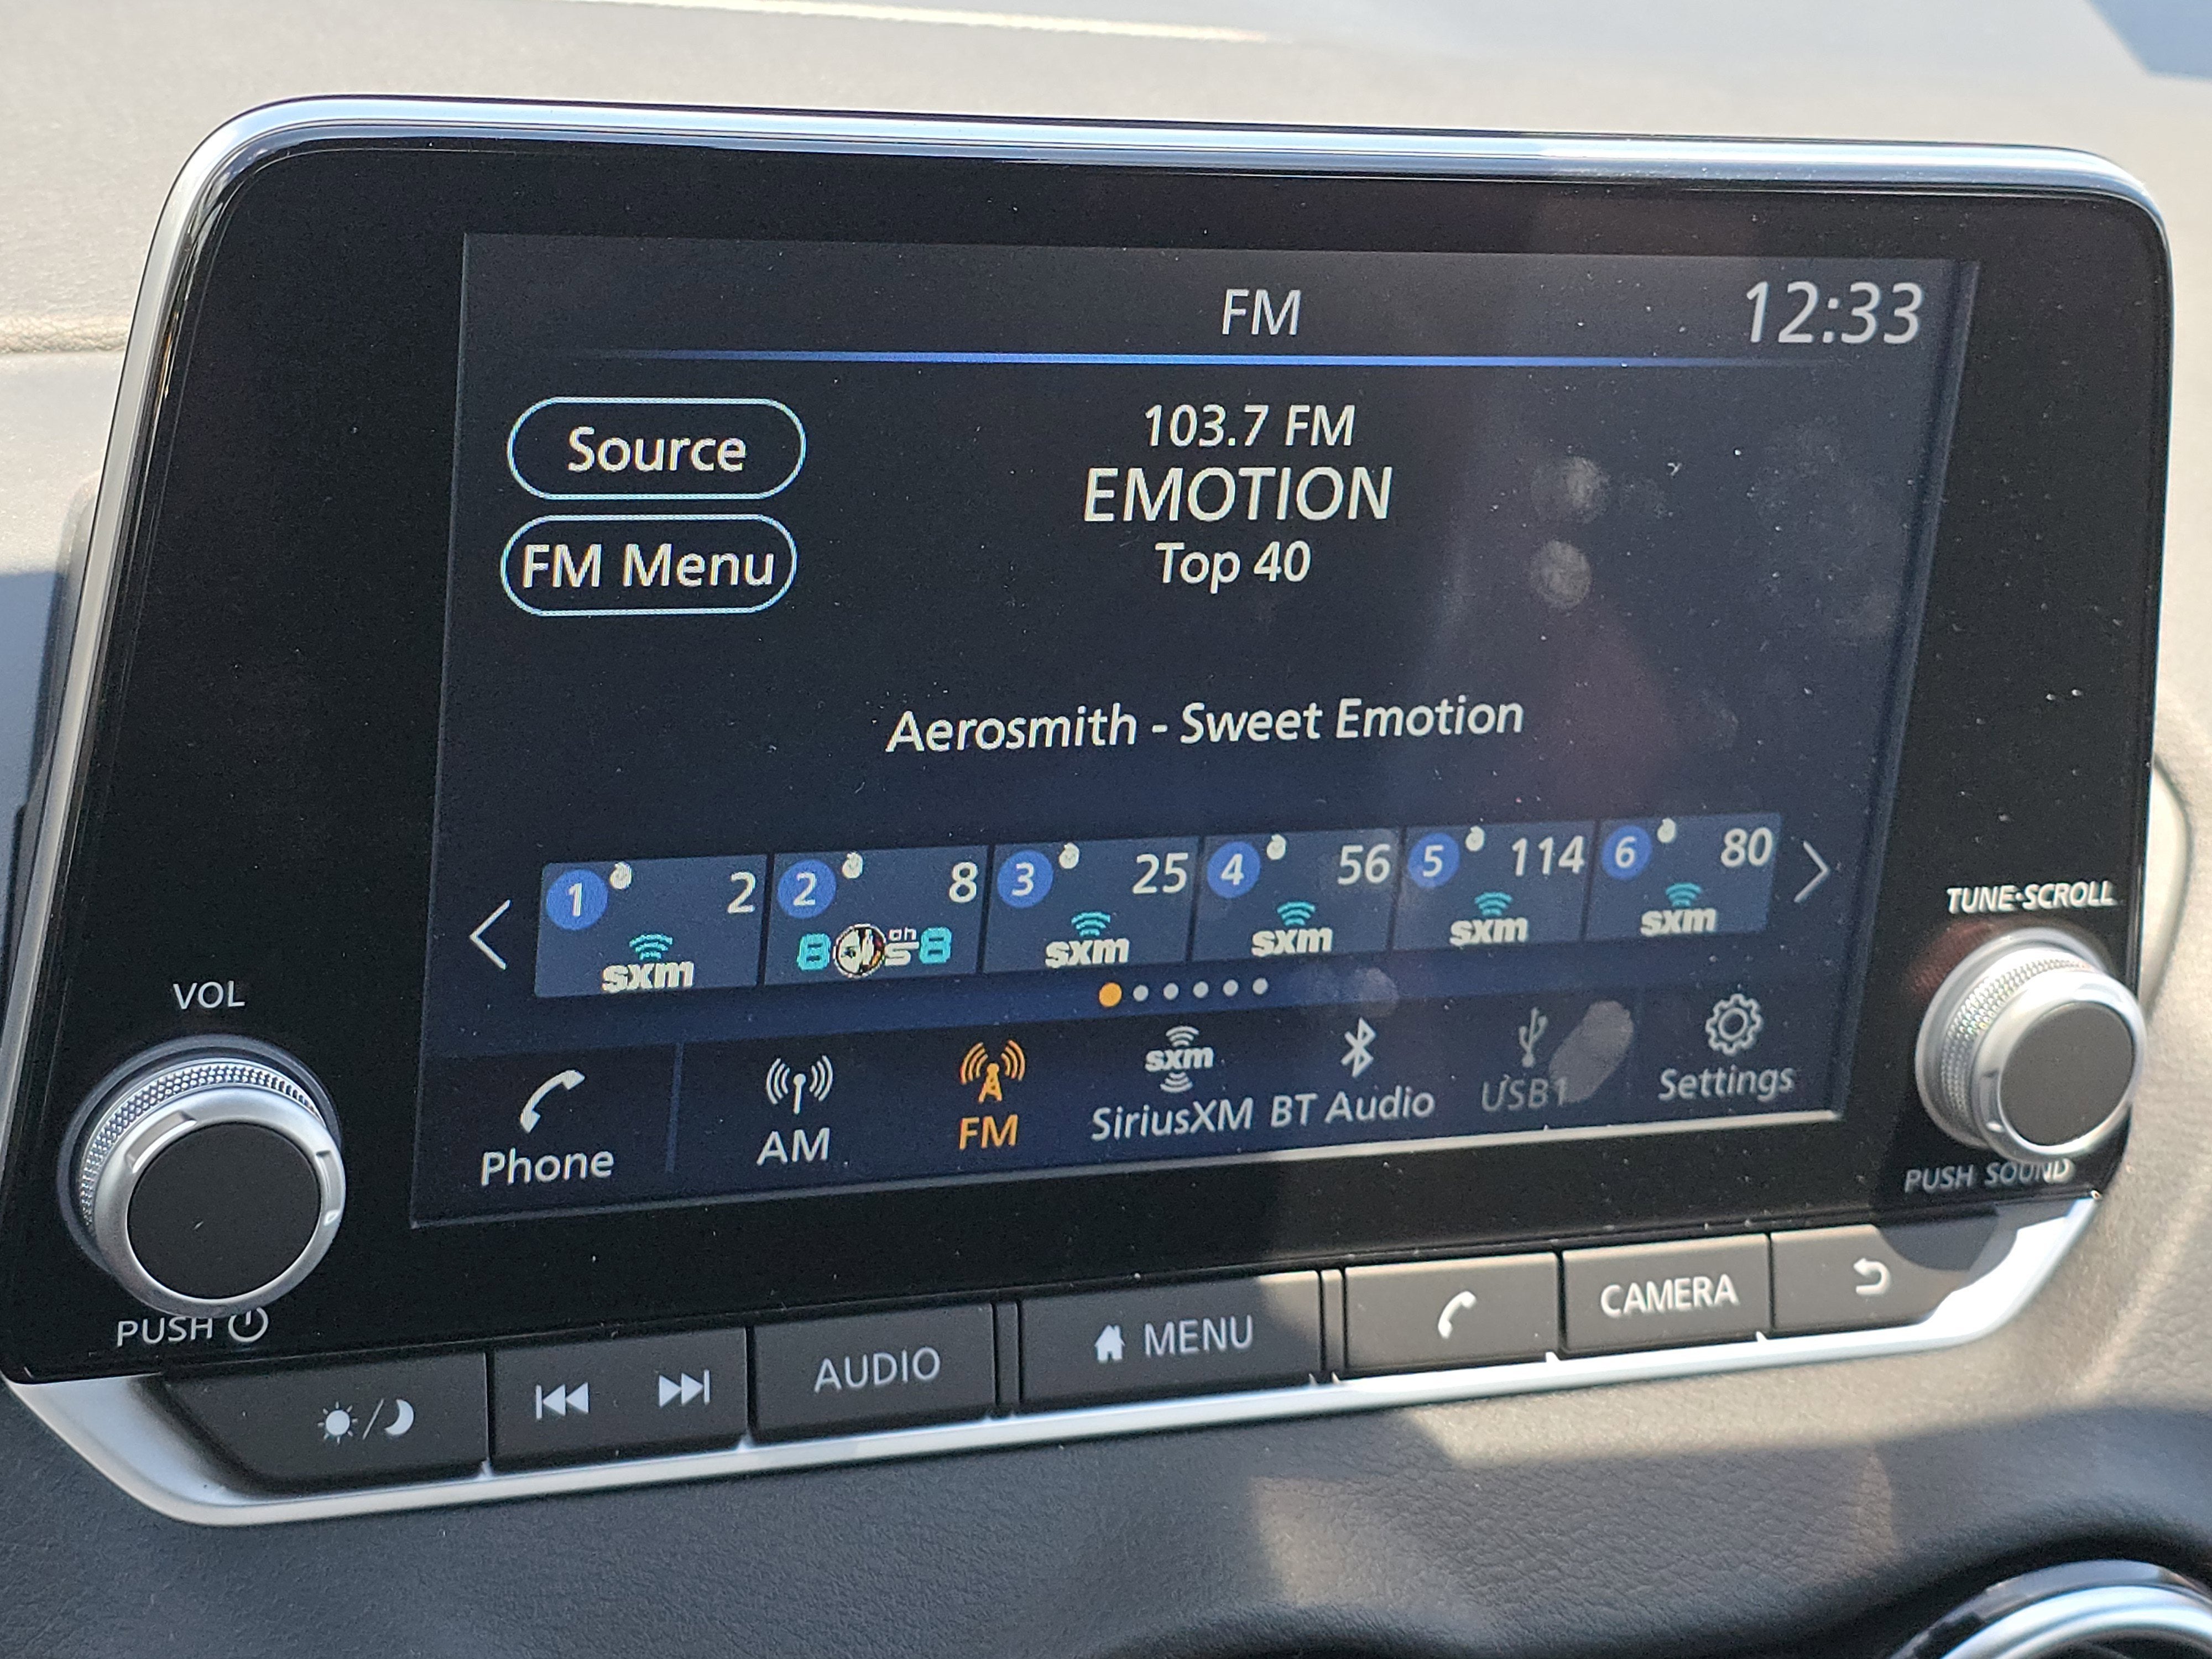 FM
12:33
Source
103.7 FM
EMOTION
FM Menu
Top 40
Aerosmith - Sweet Emotion
1 2
sxm
2 8
80s8
3 25
sxm
4 56
sxm
5 114
sxm
6 80
sxm
TUNE•SCROLL
VOL
Phone
AM
FM
sxm
SiriusXM
BT Audio
USB1
Settings
PUSH SOUND
PUSH
AUDIO
MENU
CAMERA